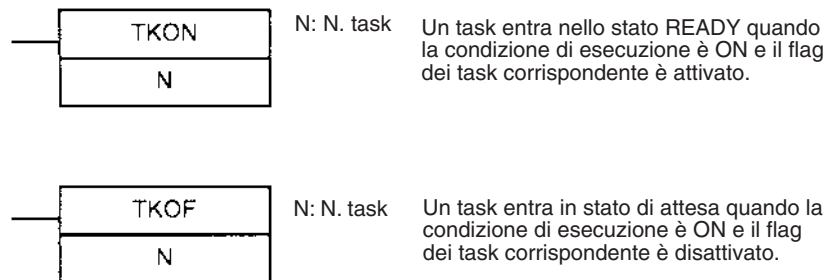 TKON
N
N: N. task
Un task entra nello stato READY quando
la condizione di esecuzione è ON e il flag
dei task corrispondente è attivato.
TKOF
N
N: N. task
Un task entra in stato di attesa quando la
condizione di esecuzione è ON e il flag
dei task corrispondente è disattivato.